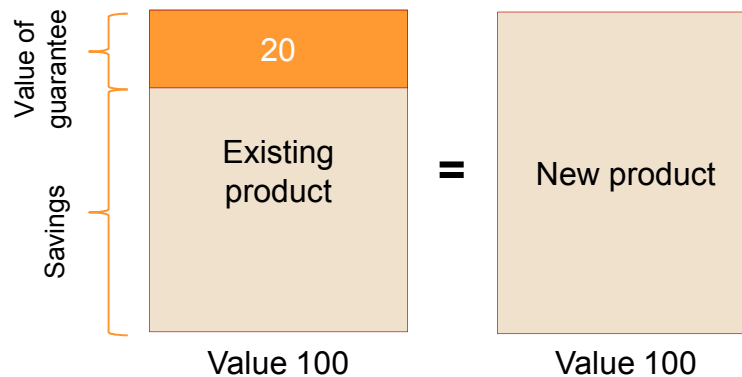 Value of
guarantee
20
Savings
Existing
product
=
New product
Value 100
Value 100